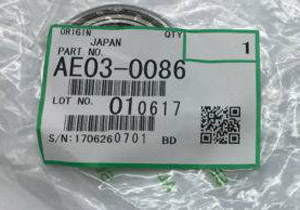 ORIGIN QTY
JAPAN 1
PART NO.
AE03-0086
LOT NO. 010617
S/N:1706260701 BD